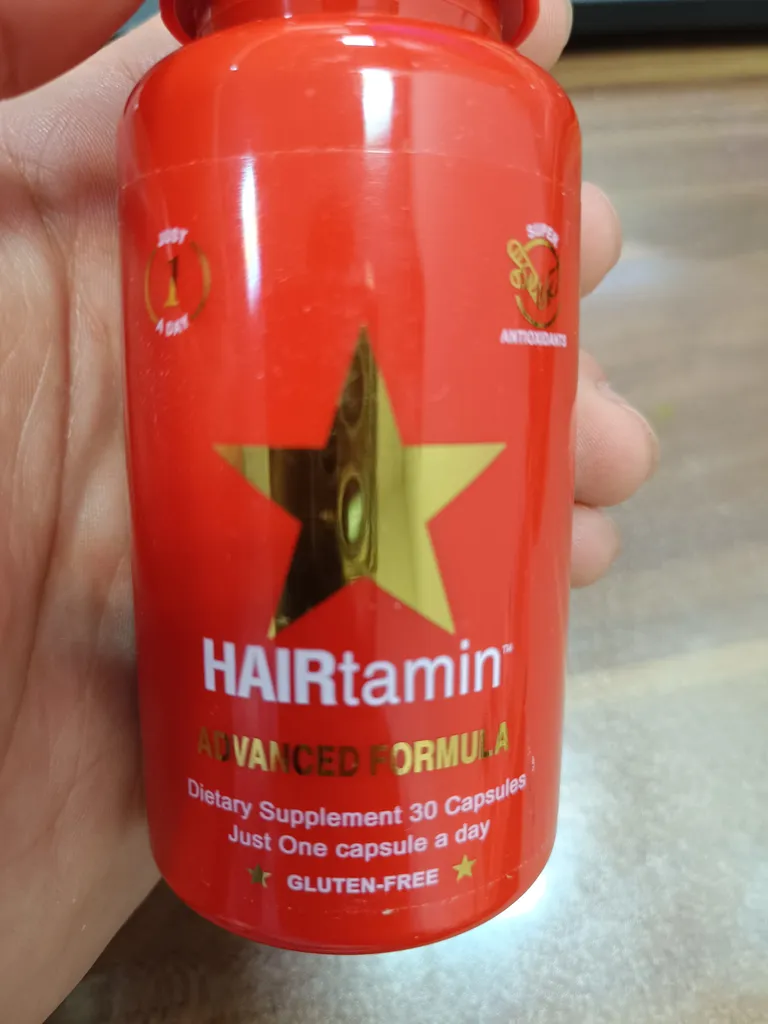 JUST
1
A DAY
SUPER
ANTIOXIDANTS
HAIRtamin™
ADVANCED FORMULA
Dietary Supplement 30 Capsules
Just One capsule a day
GLUTEN-FREE